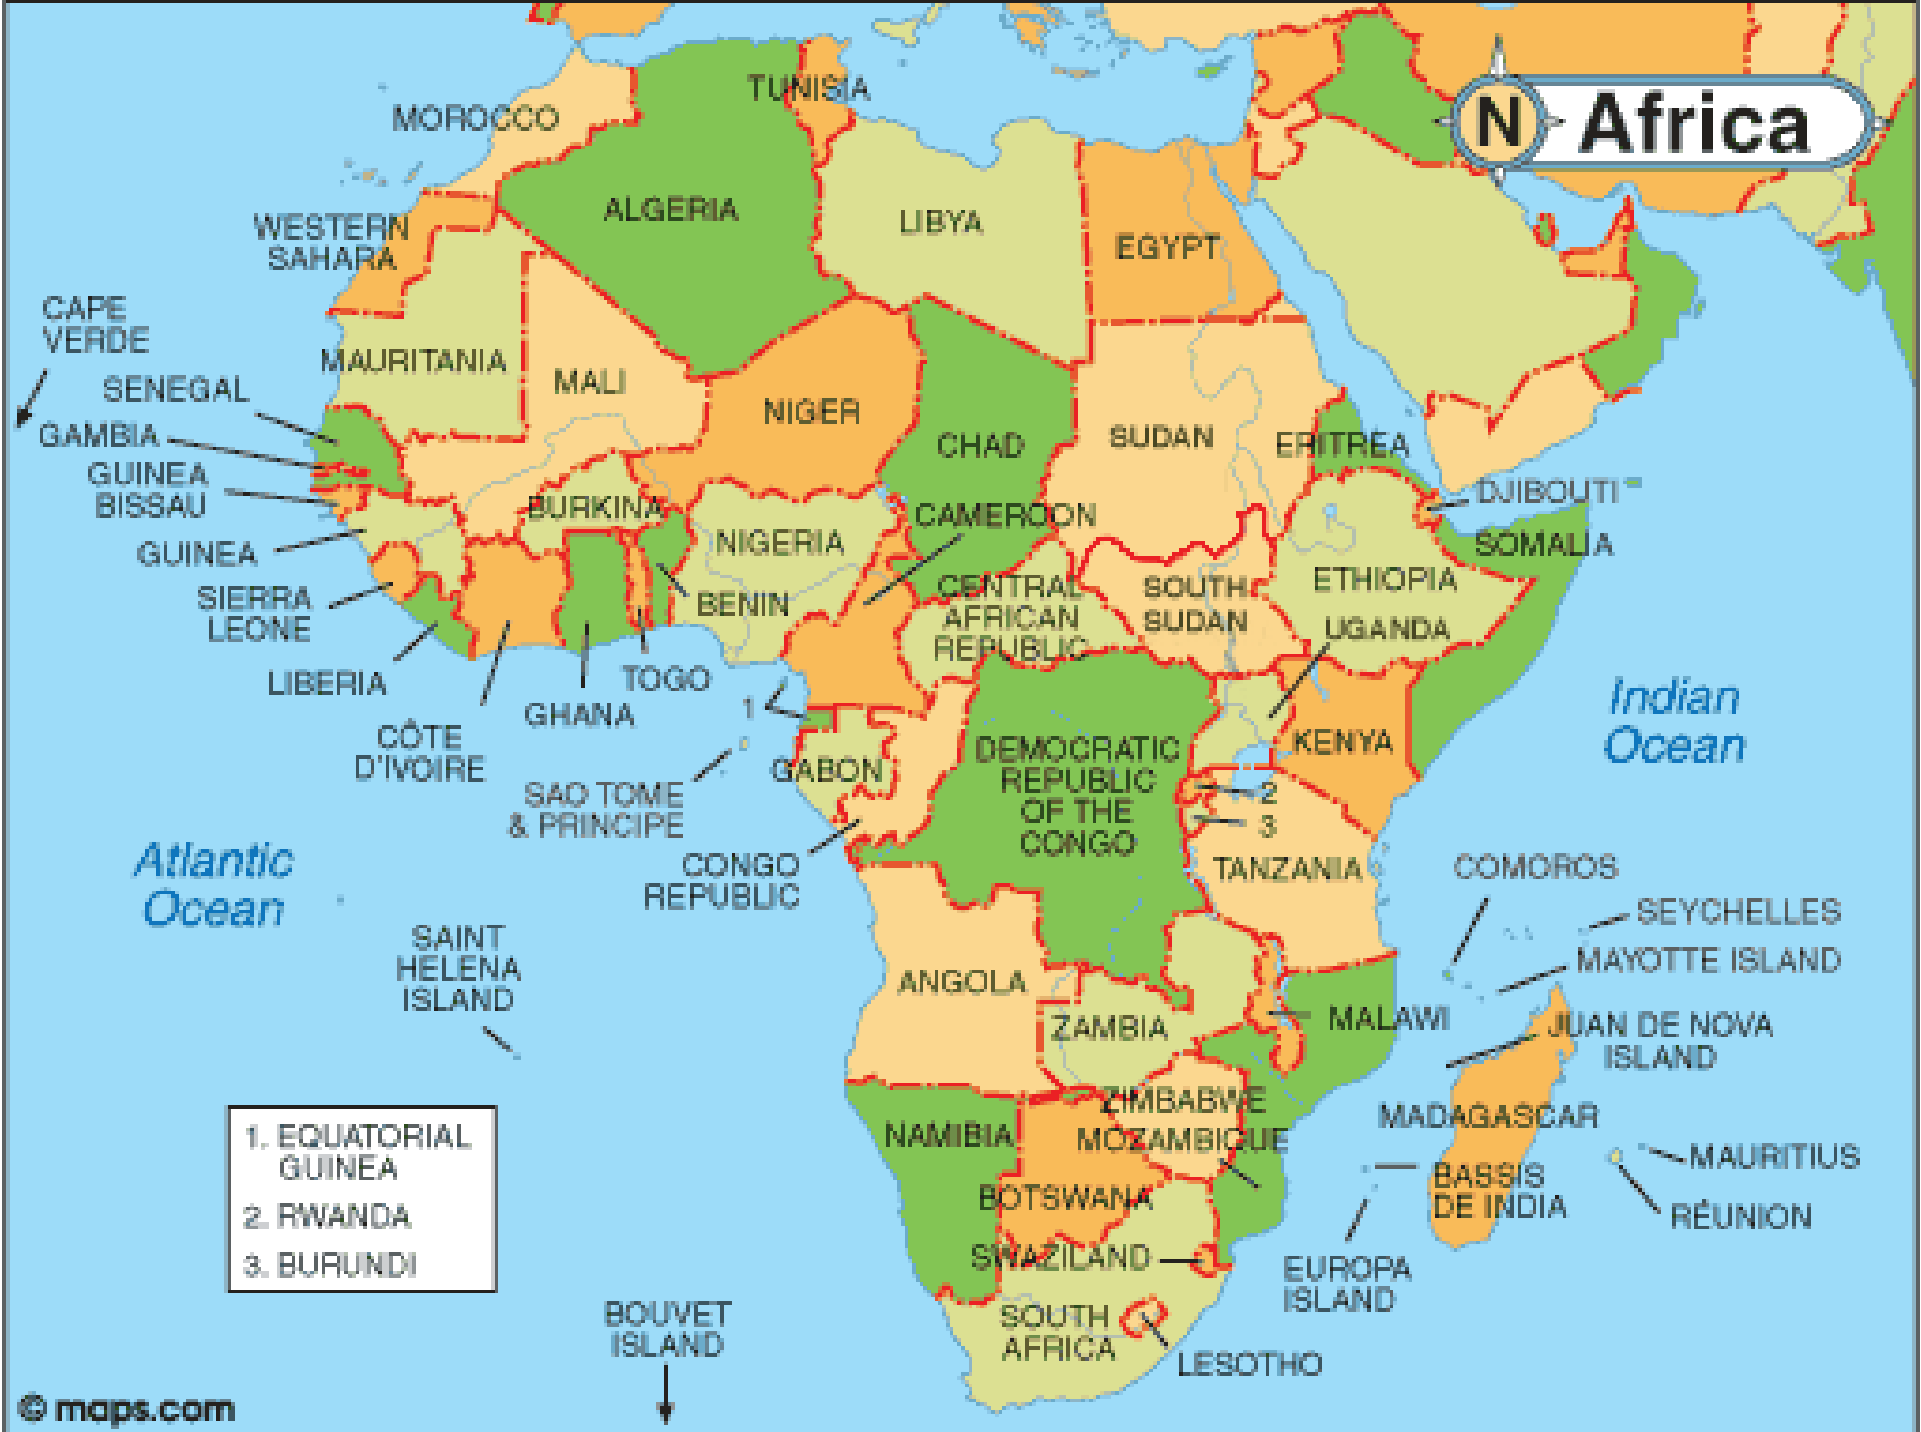 N Africa
TUNISIA
MOROCCO
ALGERIA
LIBYA
EGYPT
WESTERN
SAHARA
CAPE
VERDE
MAURITANIA
MALI
NIGER
CHAD
SUDAN
ERITREA
SENEGAL
GAMBIA
GUINEA
BISSAU
BURKINA
DJIBOUTI
CAMEROON
NIGERIA
SOMALIA
GUINEA
ETHIOPIA
CENTRAL
AFRICAN
REPUBLIC
SOUTH
SUDAN
SIERRA
LEONE
BENIN
UGANDA
LIBERIA
TOGO
GHANA
CÔTE
D'IVOIRE
1
Indian
Ocean
KENYA
DEMOCRATIC
REPUBLIC
OF THE
CONGO
GABON
SAO TOME
& PRINCIPE
2
3
CONGO
REPUBLIC
TANZANIA
Atlantic
Ocean
COMOROS
SEYCHELLES
MAYOTTE ISLAND
SAINT
HELENA
ISLAND
ANGOLA
ZAMBIA
MALAWI
JUAN DE NOVA
ISLAND
ZIMBABWE
MOZAMBIQUE
MADAGASCAR
NAMIBIA
MAURITIUS
BASSIS
DE INDIA
RÉUNION
BOTSWANA
SWAZILAND
EUROPA
ISLAND
1. EQUATORIAL
GUINEA
2. RWANDA
3. BURUNDI
BOUVET
ISLAND
SOUTH
AFRICA
LESOTHO
© maps.com